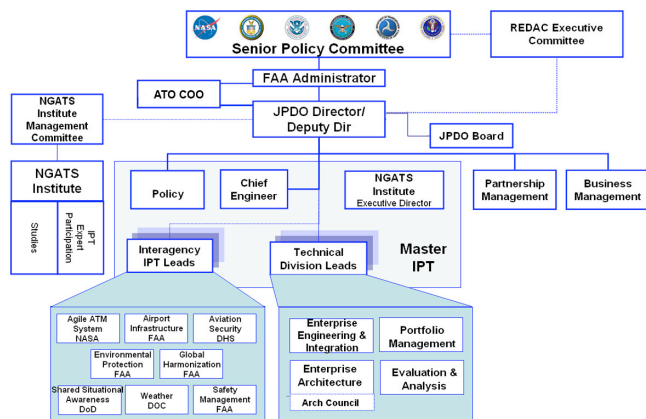 NASA
Senior Policy Committee
REDAC Executive
Committee
FAA Administrator
ATO COO
NGATS
Institute
Management
Committee
JPDO Director/
Deputy Dir
JPDO Board
NGATS
Institute
Studies
IPT
Expert
Participation
Policy
Chief
Engineer
NGATS
Institute
Executive Director
Partnership
Management
Business
Management
Interagency
IPT Leads
Technical
Division Leads
Master
IPT
Agile ATM
System
NASA
Airport
Infrastructure
FAA
Aviation
Security
DHS
Environmental
Protection
FAA
Global
Harmonization
FAA
Shared Situational
Awareness
DoD
Weather
DOC
Safety
Management
FAA
Enterprise
Engineering &
Integration
Portfolio
Management
Enterprise
Architecture
Arch Council
Evaluation &
Analysis